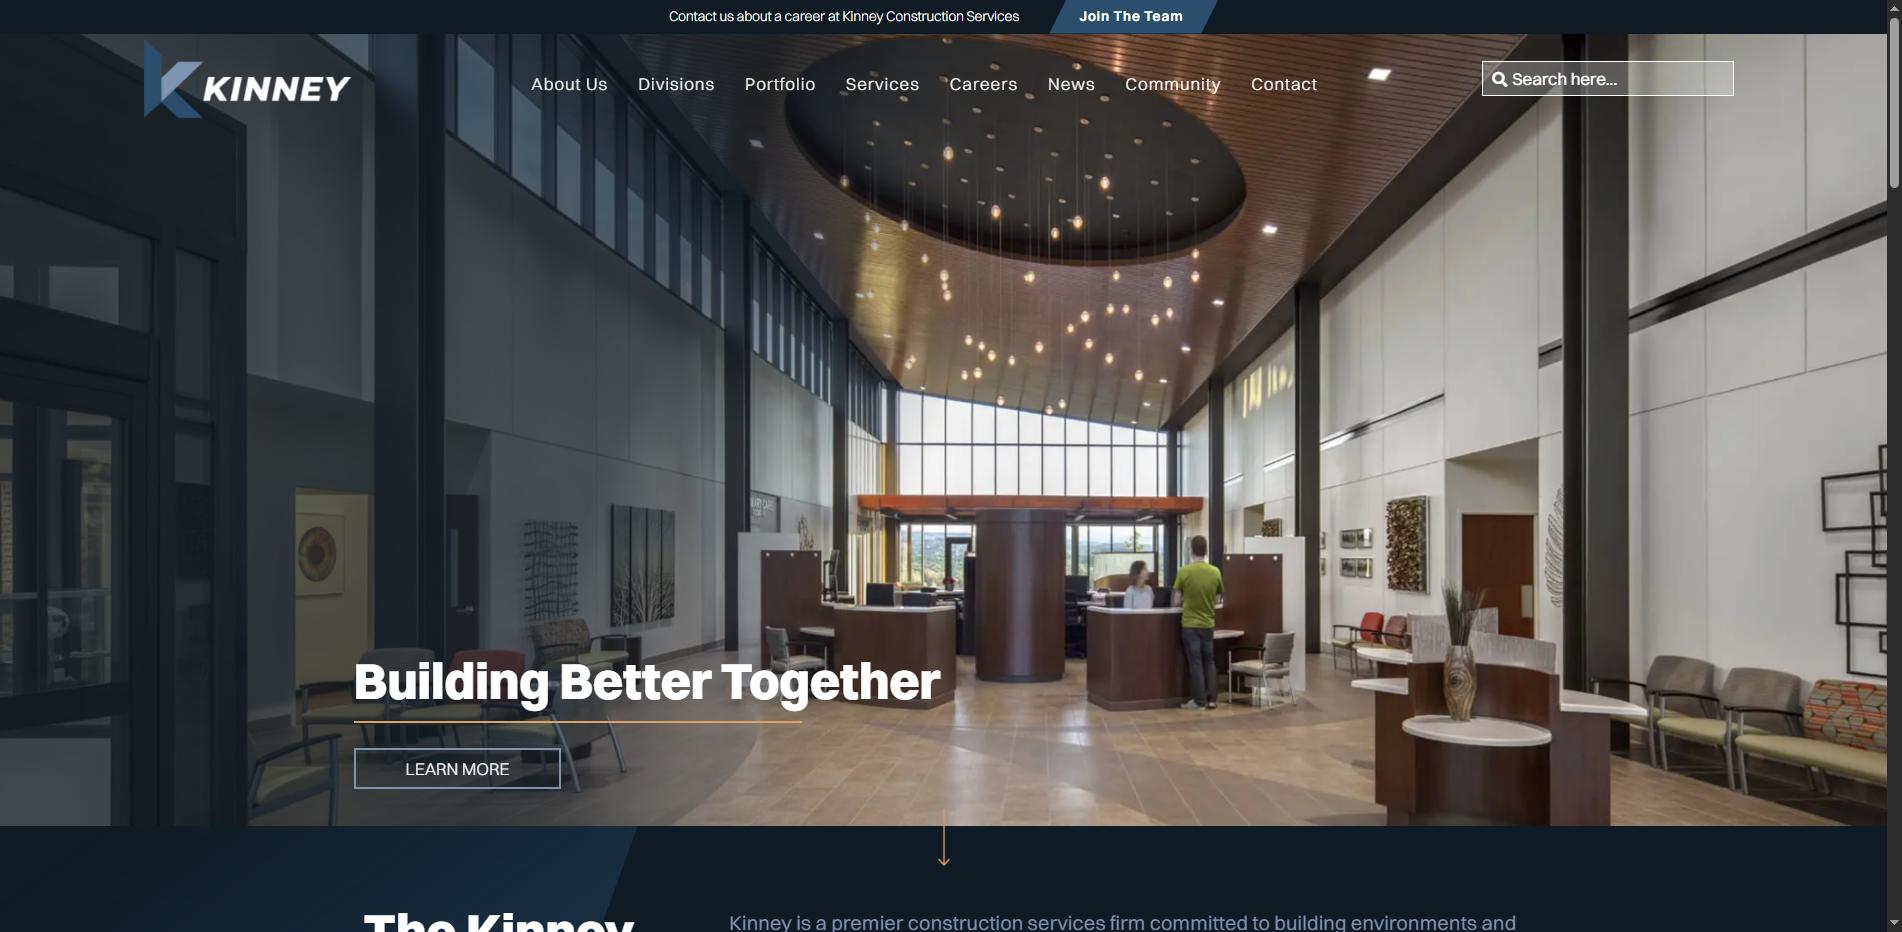 Contact us about a career at Kinney Construction Services
Join The Team
KINNEY
About Us
Divisions
Portfolio
Services
Careers
News
Community
Contact
Search here...
Building Better Together
LEARN MORE
The Kinney
Kinney is a premier construction services firm committed to building environments and